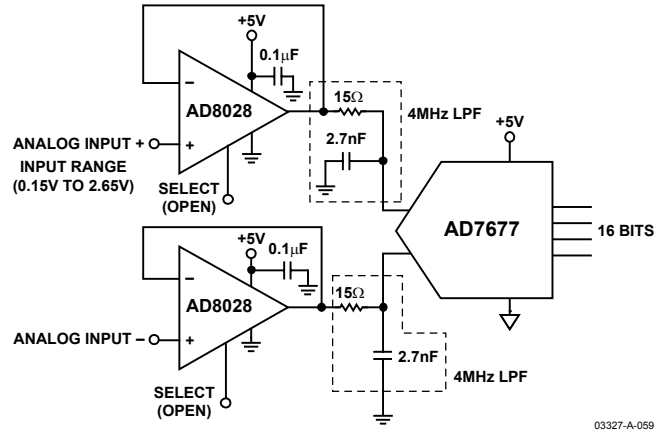 +5V
0.1μF
−
AD8028
+
15Ω
4MHz LPF
2.7nF
ANALOG INPUT +
INPUT RANGE
(0.15V TO 2.65V)
SELECT
(OPEN)
+5V
AD7677
16 BITS
+5V
0.1μF
−
AD8028
+
15Ω
ANALOG INPUT −
2.7nF
4MHz LPF
SELECT
(OPEN)
03327-A-059